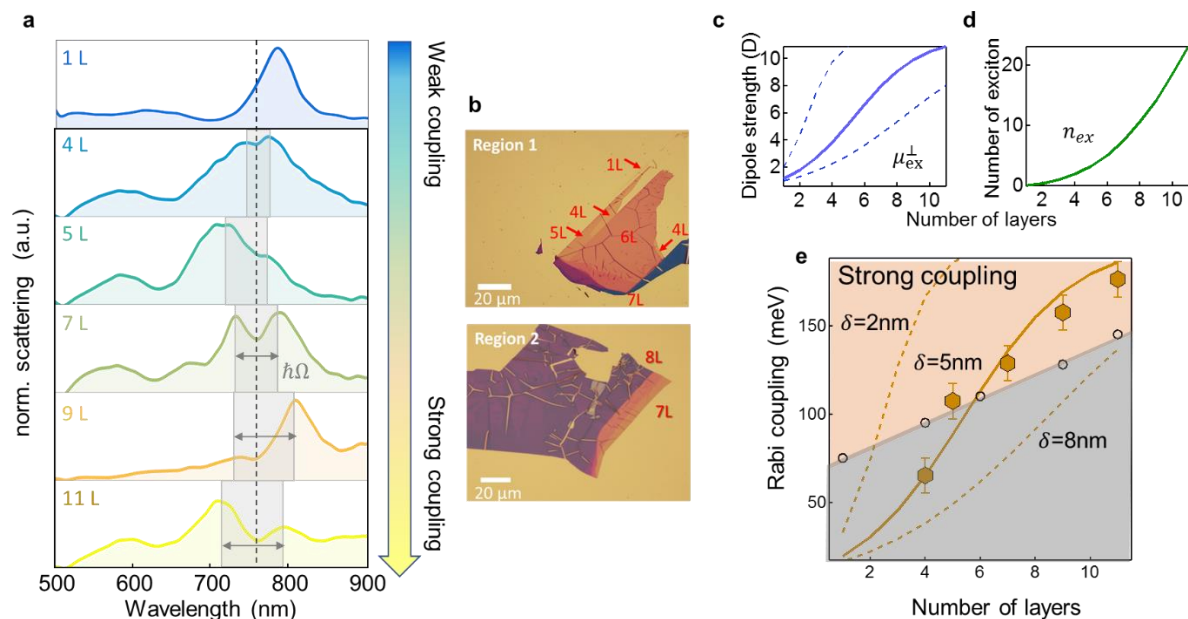 a
1 L
4 L
5 L
7 L
ℏΩ
9 L
11 L
500 600 700 800 900
Wavelength (nm)
norm. scattering (a.u.)
Weak coupling
Strong coupling
b
Region 1
1L
4L
5L
6L
4L
7L
20 µm
Region 2
8L
7L
20 µm
c
10
8
6
4
2
Dipole strength (D)
μ⊥ex
2 4 6 8 10
d
20
10
0
Number of exciton
nex
2 4 6 8 10
Number of layers
e
Strong coupling
δ=2nm
δ=5nm
δ=8nm
150
100
50
Rabi coupling (meV)
2 4 6 8 10
Number of layers